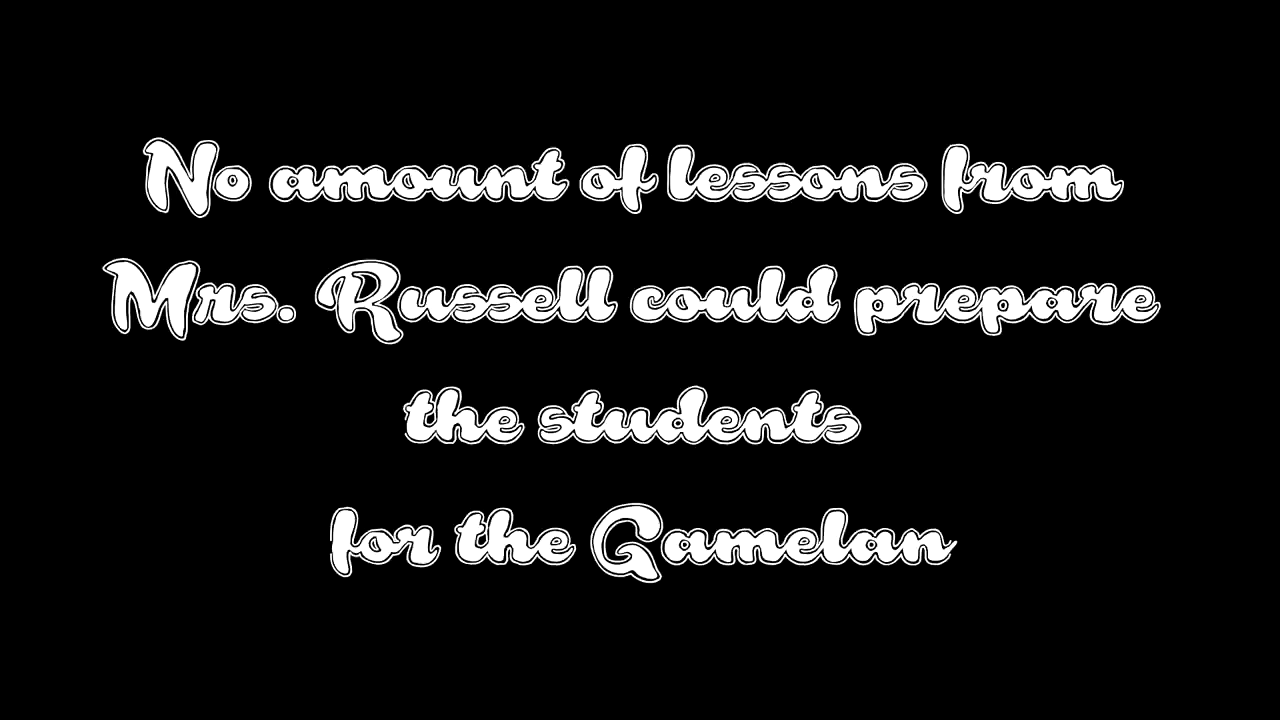 No amount of lessons from
Mrs. Russell could prepare
the students
for the Gamelan